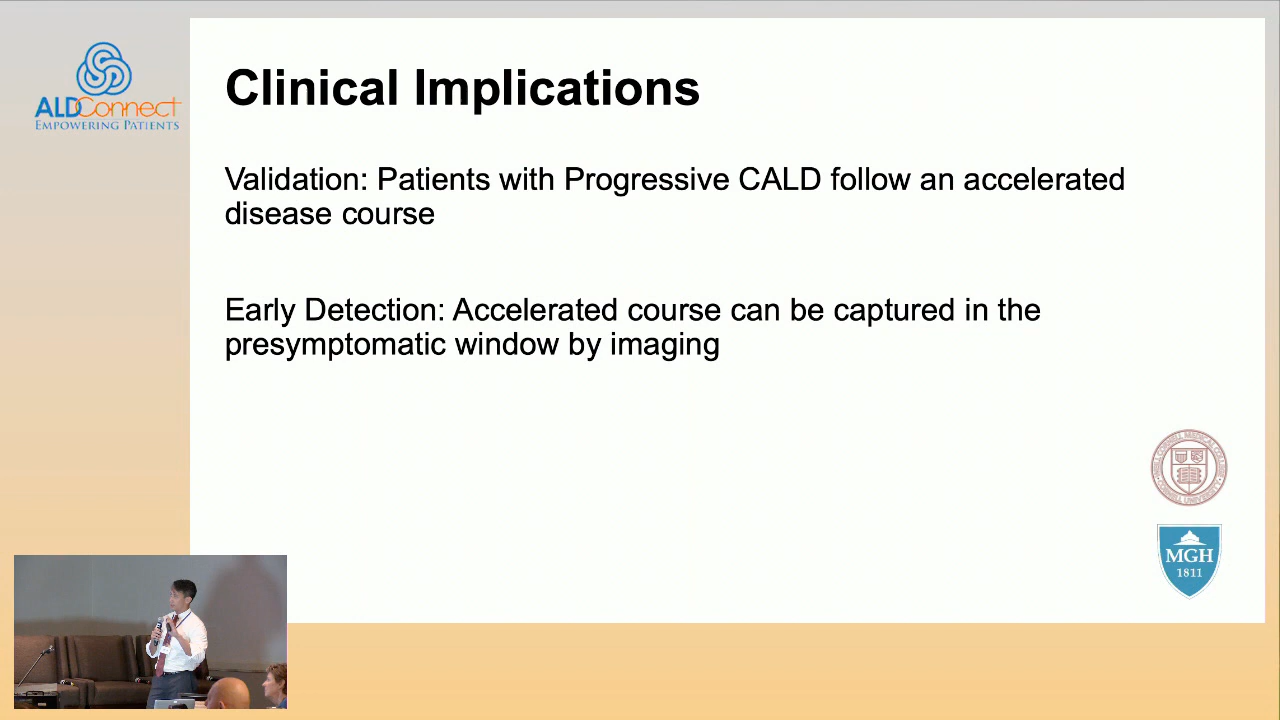 ALDConnect
EMPOWERING PATIENTS
Clinical Implications
Validation: Patients with Progressive CALD follow an accelerated
disease course
Early Detection: Accelerated course can be captured in the
presymptomatic window by imaging
MGH
1811